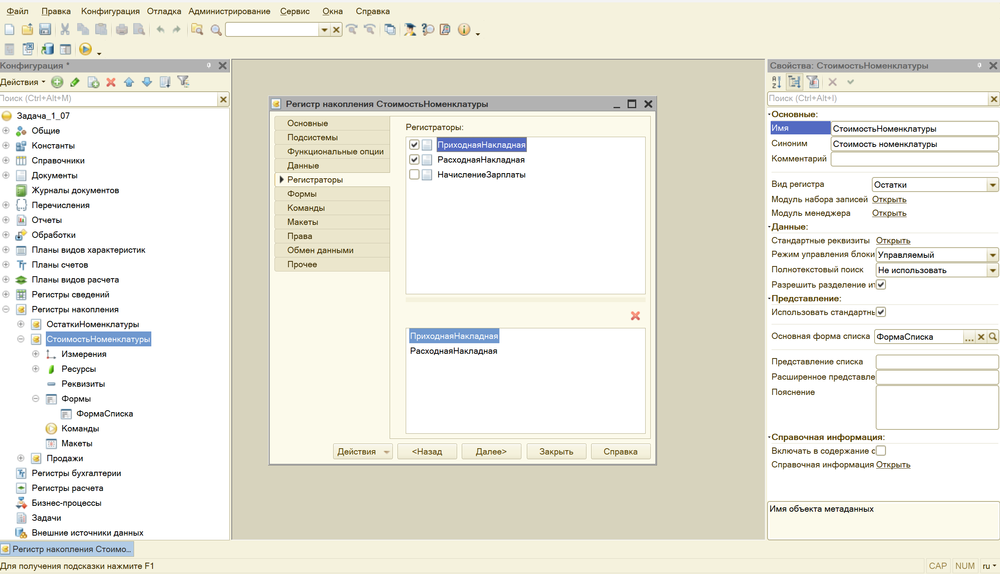 Файл Правка Конфигурация Отладка Администрирование Сервис Окна Справка
Конфигурация *
Действия
Поиск (Ctrl+Alt+M)
Задача_1_07
Общие
Константы
Справочники
Документы
Журналы документов
Перечисления
Отчеты
Обработки
Планы видов характеристик
Планы счетов
Планы видов расчета
Регистры сведений
Регистры накопления
ОстаткиНоменклатуры
СтоимостьНоменклатуры
Измерения
Ресурсы
Реквизиты
Формы
ФормаСписка
Команды
Макеты
Продажи
Регистры бухгалтерии
Регистры расчета
Бизнес-процессы
Задачи
Внешние источники данных
Регистр накопления СтоимостьНоменклатуры
Основные
Подсистемы
Функциональные опции
Данные
Регистраторы
Формы
Команды
Макеты
Права
Обмен данными
Прочее
Регистраторы:
ПриходнаяНакладная
РасходнаяНакладная
НачислениеЗарплаты
ПриходнаяНакладная
РасходнаяНакладная
Действия <Назад Далее> Закрыть Справка
Свойства: СтоимостьНоменклатуры
Поиск (Ctrl+Alt+I)
Основные:
Имя СтоимостьНоменклатуры
Синоним Стоимость номенклатуры
Комментарий
Вид регистра Остатки
Модуль набора записей Открыть
Модуль менеджера Открыть
Данные:
Стандартные реквизиты Открыть
Режим управления блоки Управляемый
Полнотекстовый поиск Не использовать
Разрешить разделение ит
Представление:
Использовать стандартнь
Основная форма списка ФормаСписка ...
Представление списка
Расширенное представле
Пояснение
Справочная информация:
Включать в содержание с
Справочная информация Открыть
Имя объекта метаданных
Регистр накопления Стоимо...
Для получения подсказки нажмите F1
CAP NUM ru